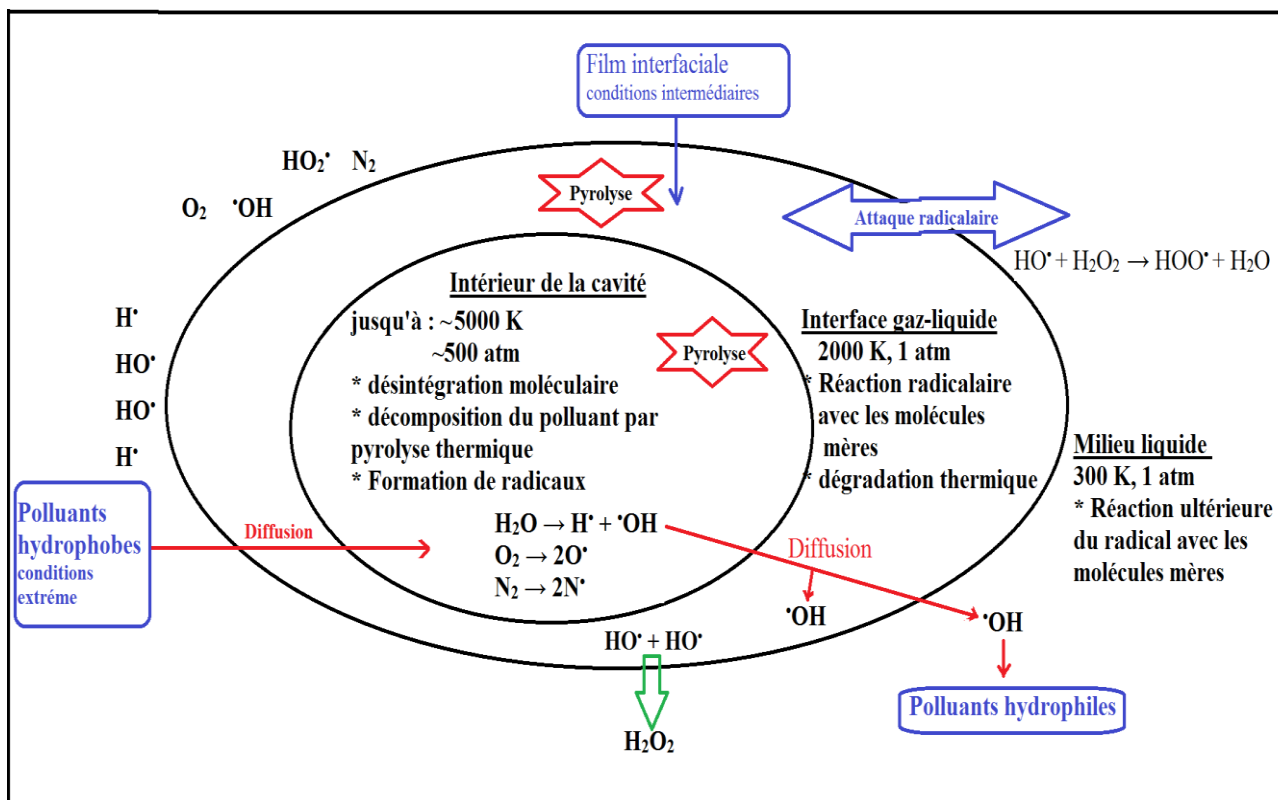 Film interfaciale
conditions intermédiaires
HO₂• N₂
O₂ •OH
Pyrolyse
Attaque radicalaire
HO• + H₂O₂ → HOO• + H₂O
Intérieur de la cavité
jusqu'à : ~5000 K
~500 atm
* désintégration moléculaire
* décomposition du polluant par
pyrolyse thermique
* Formation de radicaux
H₂O → H• + •OH
O₂ → 2O•
N₂ → 2N•
Pyrolyse
Interface gaz-liquide
2000 K, 1 atm
* Réaction radicalaire
avec les molécules
mères
* dégradation thermique
H•
HO•
HO•
H•
Milieu liquide
300 K, 1 atm
* Réaction ultérieure
du radical avec les
molécules mères
Polluants
hydrophobes
conditions
extréme
Diffusion
Diffusion
•OH
•OH
HO• + HO•
H₂O₂
Polluants hydrophiles